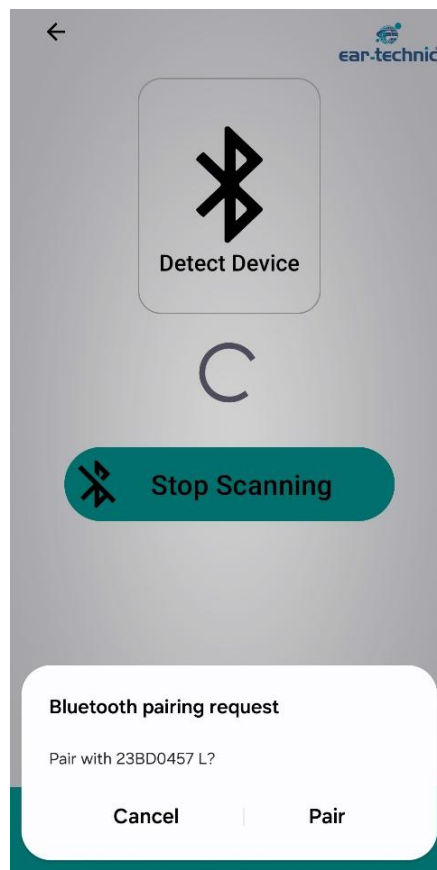 ear-technic
Detect Device
Stop Scanning
Bluetooth pairing request
Pair with 23BD0457 L?
Cancel
Pair